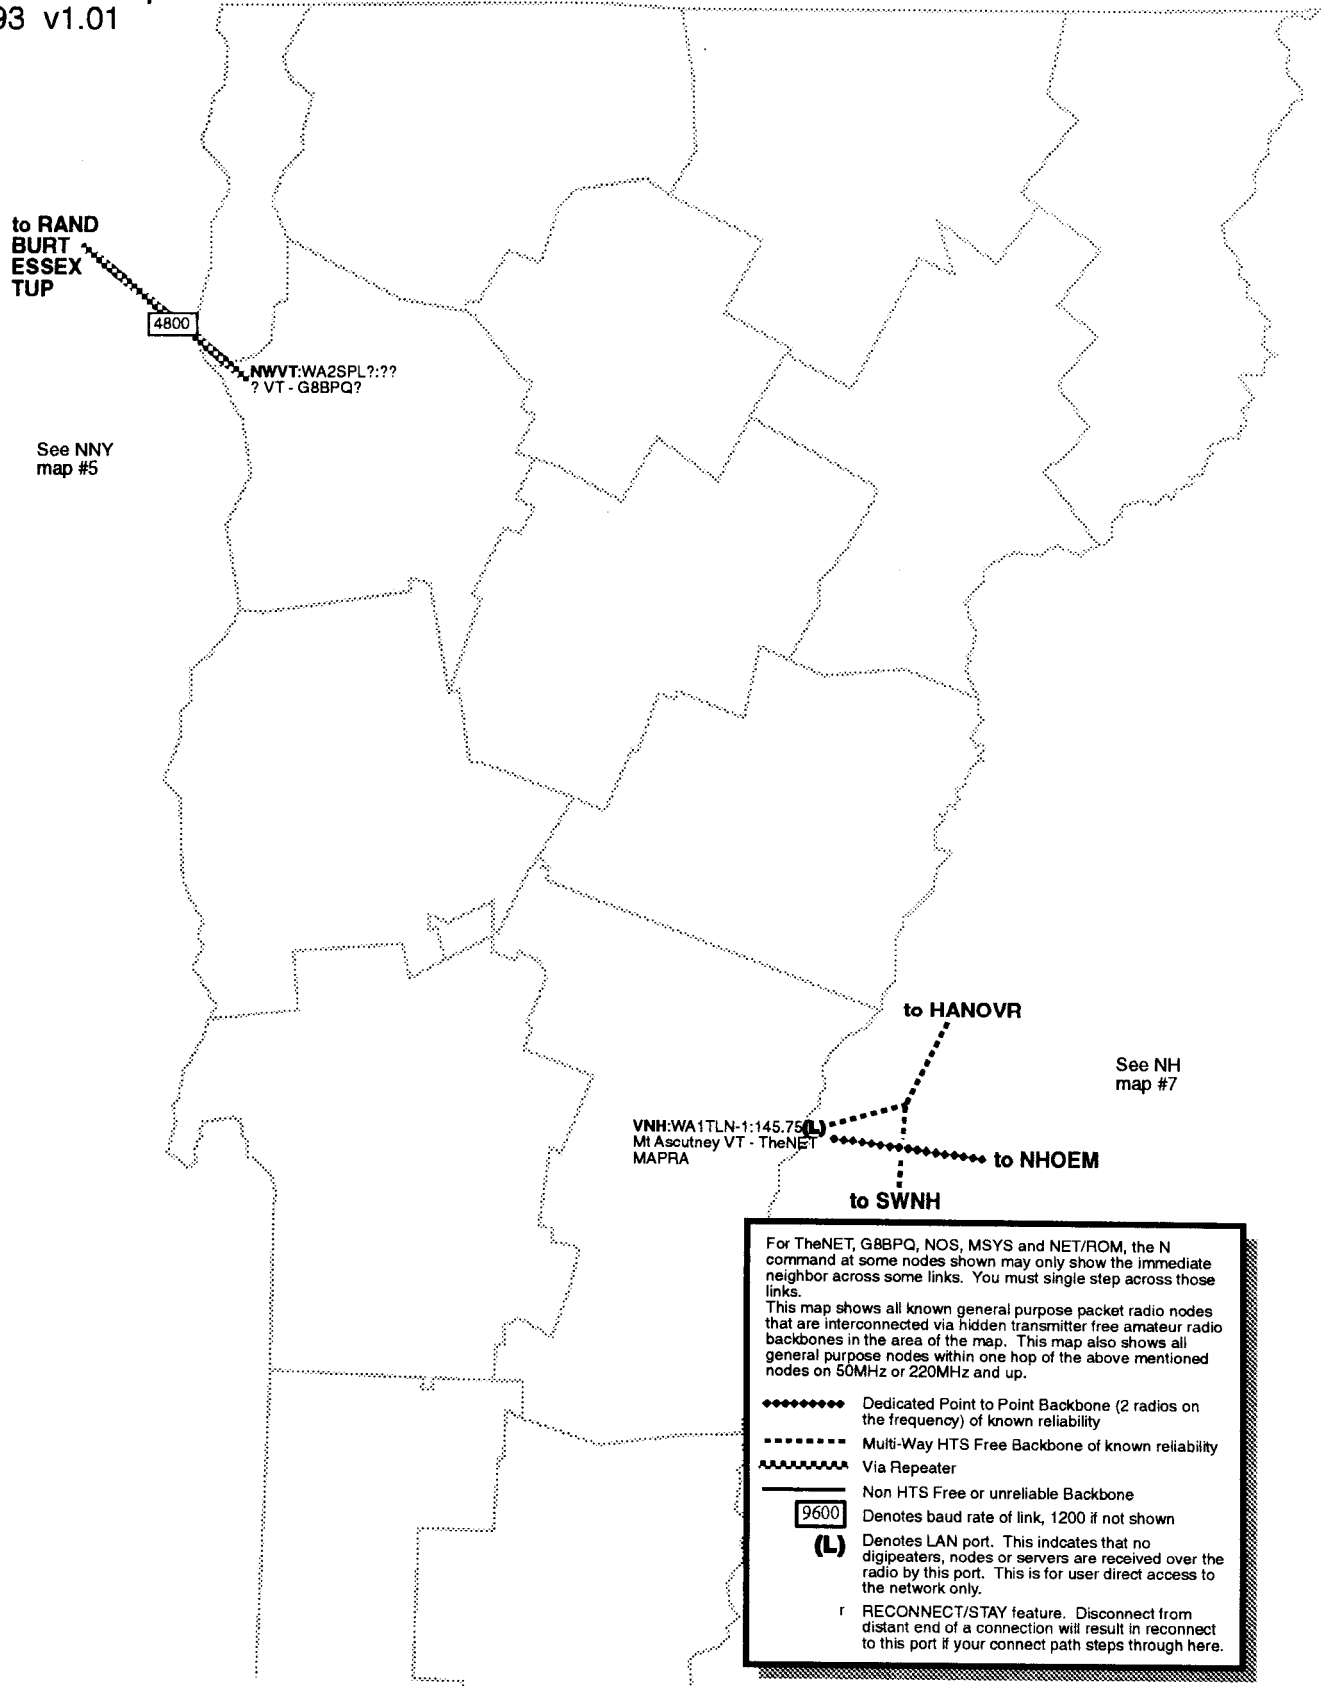 93 v1.01
to RAND
BURT
ESSEX
TUP
4800
NWVT:WA2SPL?:??
? VT - G8BPQ?
See NNY
map #5
to HANOVR
See NH
map #7
VNH:WA1TLN-1:145.75(L)
Mt Ascutney VT - TheNET
MAPRA
to NHOEM
to SWNH
For TheNET, G8BPQ, NOS, MSYS and NET/ROM, the N
command at some nodes shown may only show the immediate
neighbor across some links. You must single step across those
links.
This map shows all known general purpose packet radio nodes
that are interconnected via hidden transmitter free amateur radio
backbones in the area of the map. This map also shows all
general purpose nodes within one hop of the above mentioned
nodes on 50MHz or 220MHz and up.
Dedicated Point to Point Backbone (2 radios on
the frequency) of known reliability
Multi-Way HTS Free Backbone of known reliability
Via Repeater
Non HTS Free or unreliable Backbone
9600 Denotes baud rate of link, 1200 if not shown
(L) Denotes LAN port. This indcates that no
digipeaters, nodes or servers are received over the
radio by this port. This is for user direct access to
the network only.
r RECONNECT/STAY feature. Disconnect from
distant end of a connection will result in reconnect
to this port if your connect path steps through here.